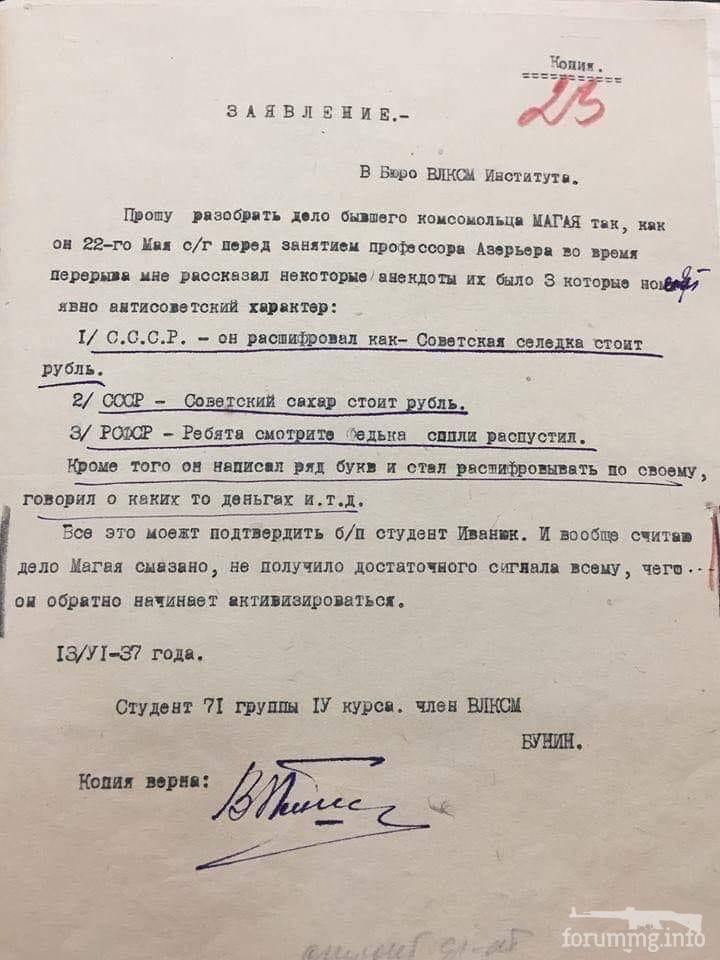 Копия.
23
ЗАЯВЛЕНИЕ.-
В Бюро ВЛКСМ Института.
Прошу разобрать дело бывшего комсомольца МАГАЯ так, как
он 22-го Мая с/г перед занятием профессора Азерьера во время
перерыва мне рассказал некоторые анекдоты их было 3 которые носят
явно антисоветский характер:
I/ С.С.С.Р. - он расшифровал как- Советская селедка стоит
рубль.
2/ СССР - Советский сахар стоит рубль.
3/ РСФСР - Ребята смотрите Федька сопли распустил.
Кроме того он написал ряд букв и стал расшифровывать по своему,
говорил о каких то деньгах и.т.д.
Все это моежт подтвердить б/п студент Иванюк. И вообще считаю
дело Магая смазано, не получило достаточного сигнала всему, чего
он обратно начинает активизироваться.
I3/УI-37 года.
Студент 7I группы IУ курса. член ВЛКСМ
БУНИН.
Копия верна:
forummg.info